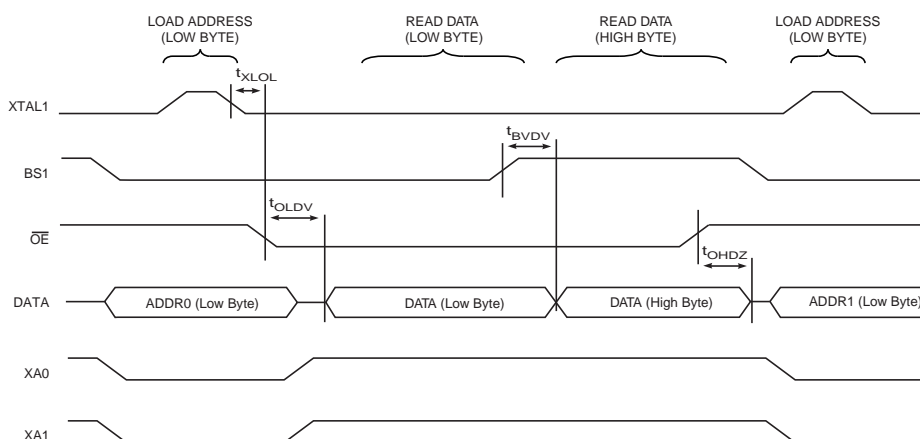 LOAD ADDRESS
(LOW BYTE)
READ DATA
(LOW BYTE)
READ DATA
(HIGH BYTE)
LOAD ADDRESS
(LOW BYTE)
tXLOL
XTAL1
tBVDV
BS1
tOLDV
OE
tOHDZ
DATA
ADDR0 (Low Byte)
DATA (Low Byte)
DATA (High Byte)
ADDR1 (Low Byte)
XA0
XA1